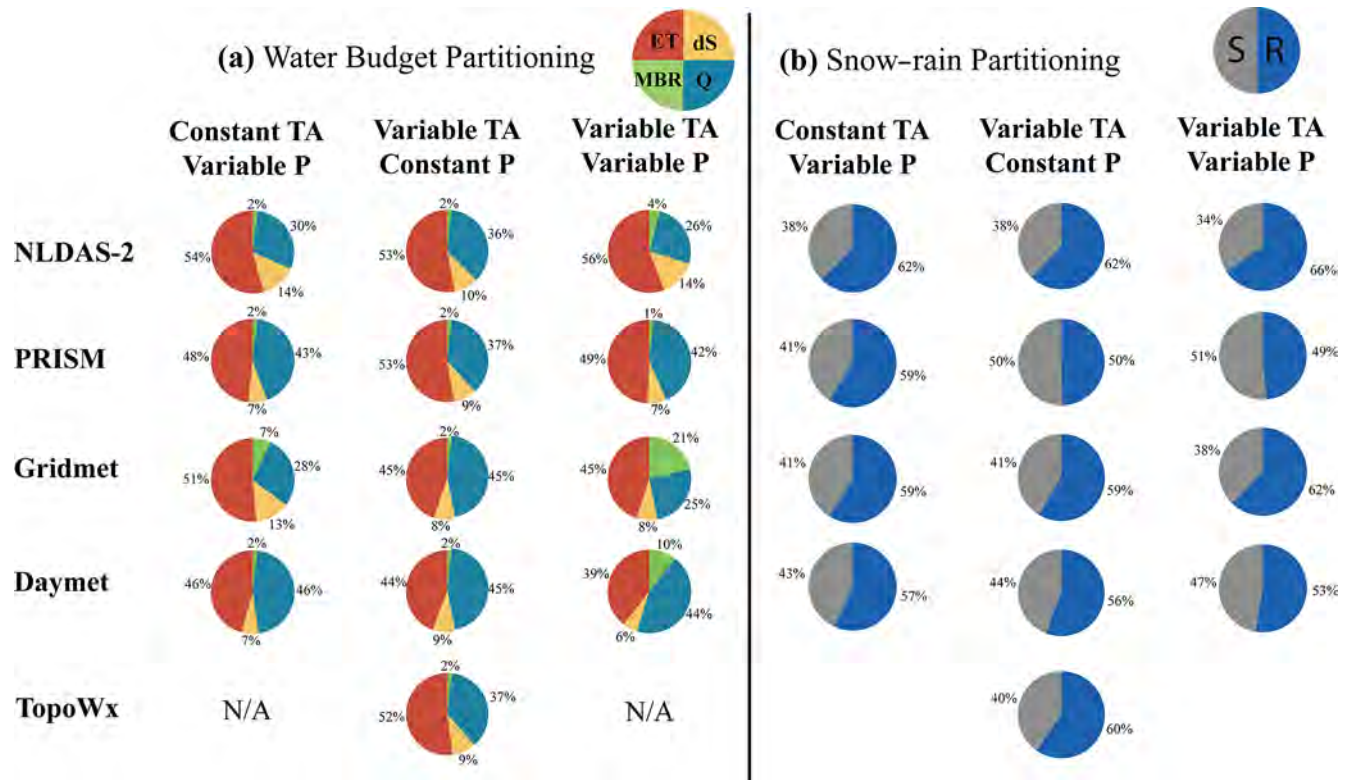 (a) Water Budget Partitioning
ET dS
MBR Q
(b) Snow-rain Partitioning
S R
Constant TA Variable TA Variable TA
Variable P Constant P Variable P
Constant TA Variable TA Variable TA
Variable P Constant P Variable P
NLDAS-2
2% 30% 14% 54%
2% 36% 10% 53%
4% 26% 14% 56%
38% 62%
38% 62%
34% 66%
PRISM
2% 43% 7% 48%
2% 37% 9% 53%
1% 42% 7% 49%
41% 59%
50% 50%
51% 49%
Gridmet
7% 28% 13% 51%
2% 45% 8% 45%
21% 25% 8% 45%
41% 59%
41% 59%
38% 62%
Daymet
2% 46% 7% 46%
2% 45% 9% 44%
10% 44% 6% 39%
43% 57%
44% 56%
47% 53%
TopoWx
N/A
2% 37% 9% 52%
N/A
40% 60%